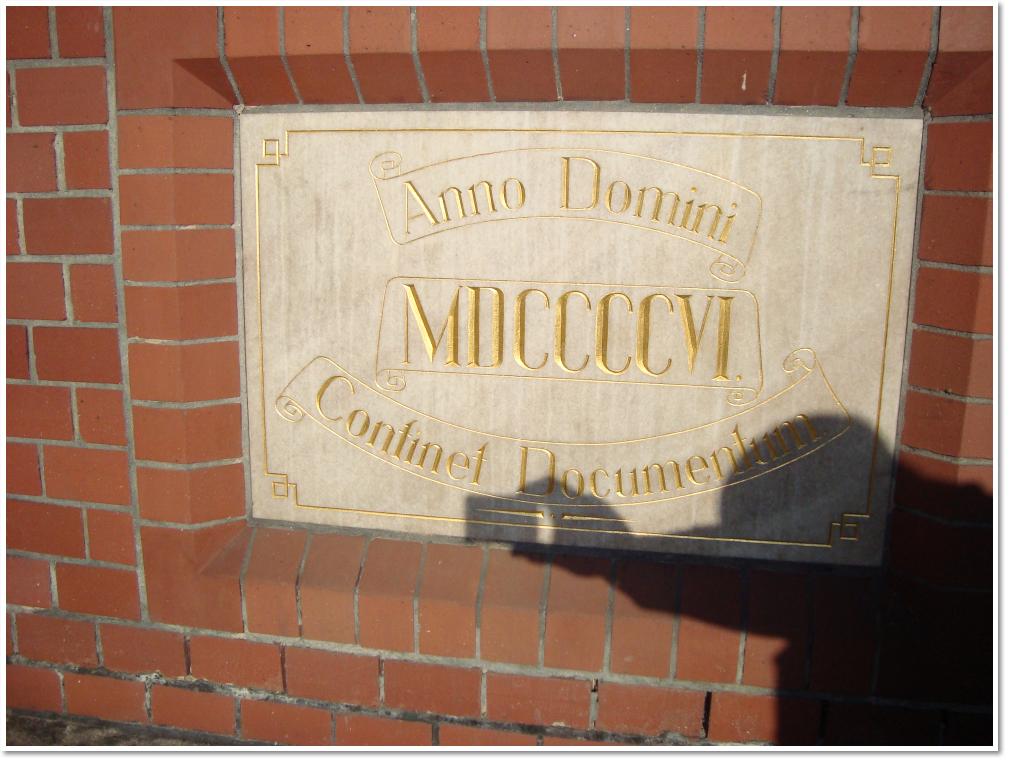 Anno Domini
MDCCCCVI.
Continet Documentum